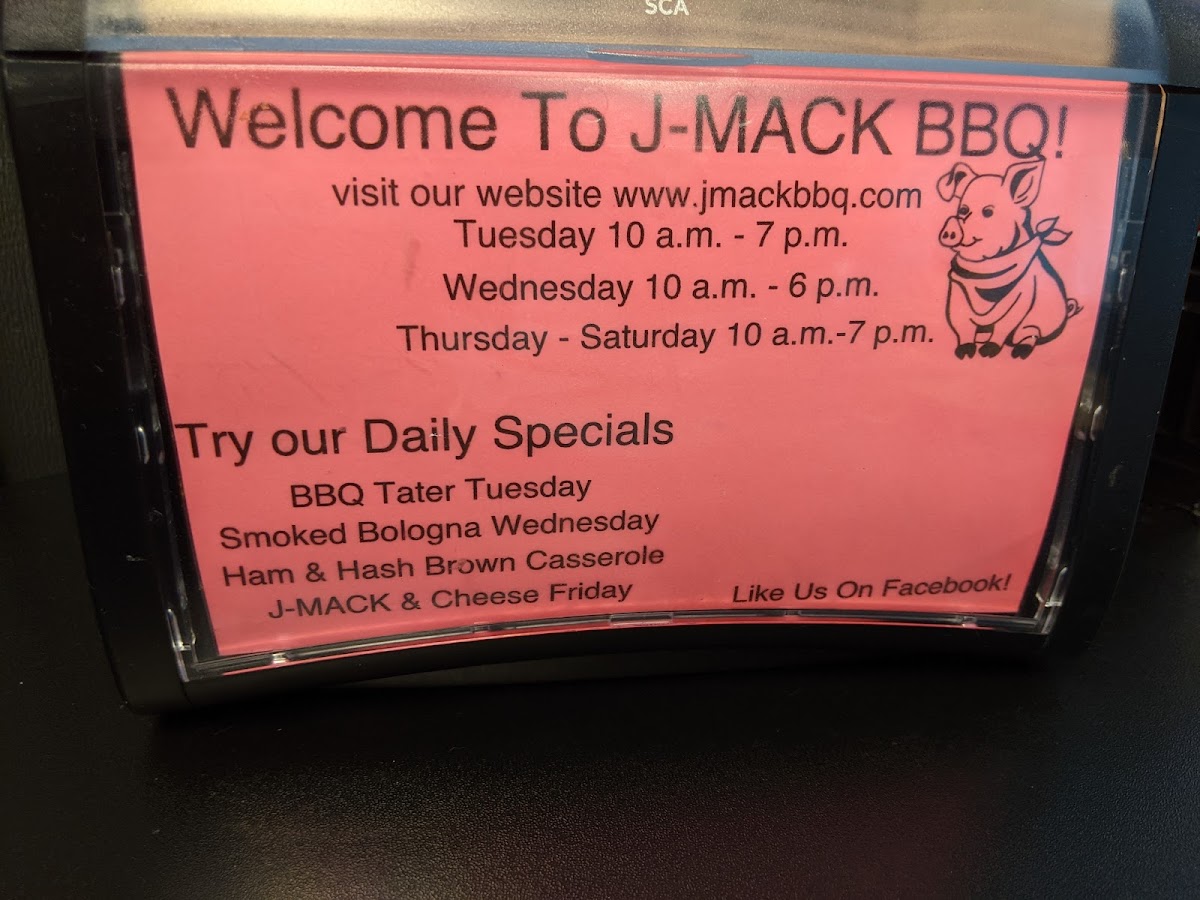 SCA
Welcome To J-MACK BBQ!
visit our website www.jmackbbq.com
Tuesday 10 a.m. - 7 p.m.
Wednesday 10 a.m. - 6 p.m.
Thursday - Saturday 10 a.m.-7 p.m.
Try our Daily Specials
BBQ Tater Tuesday
Smoked Bologna Wednesday
Ham & Hash Brown Casserole
J-MACK & Cheese Friday
Like Us On Facebook!